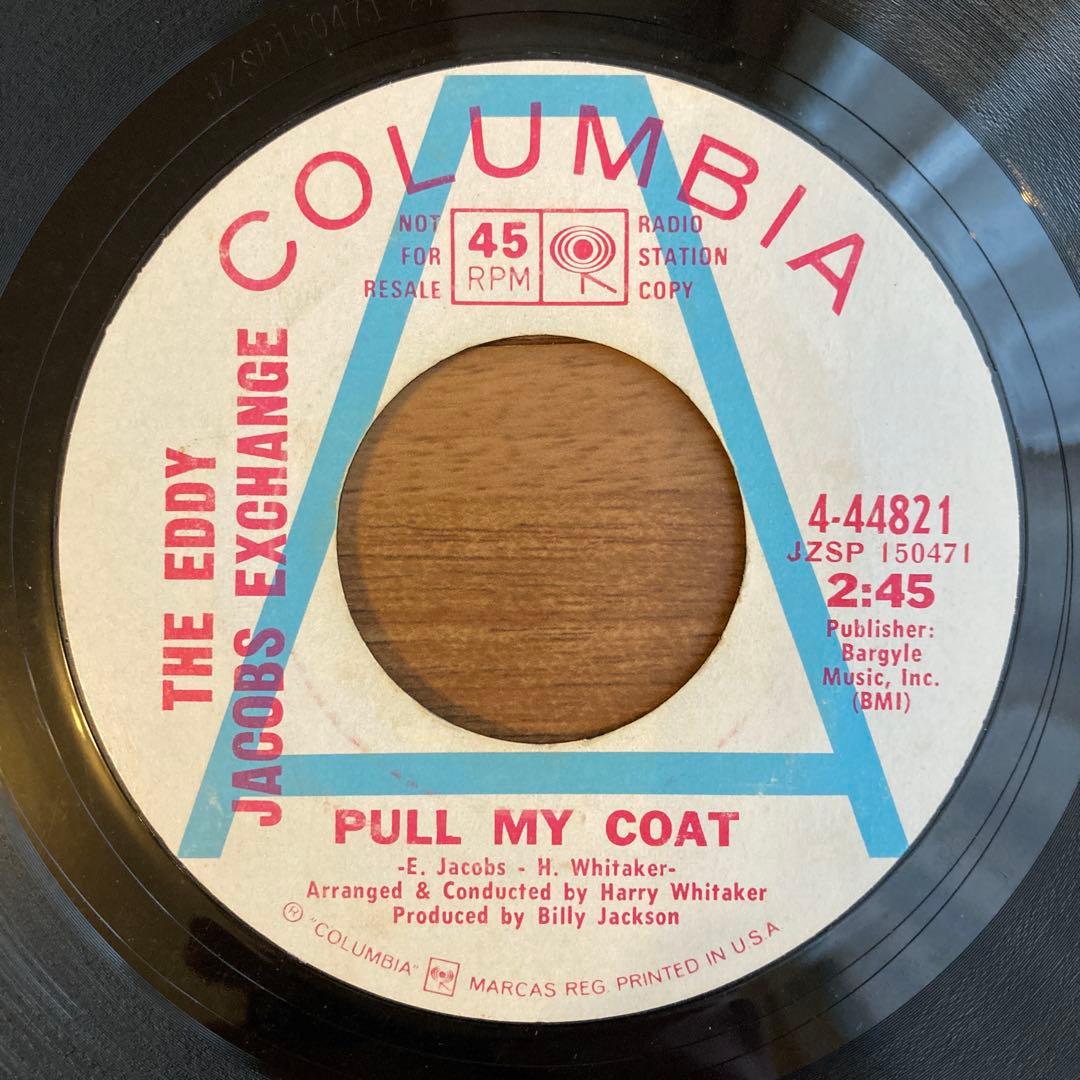 JZSP150471
COLUMBIA
NOT
FOR
RESALE
45
RPM
RADIO
STATION
COPY
THE EDDY
JACOBS EXCHANGE
4-44821
JZSP 150471
2:45
Publisher:
Bargyle
Music, Inc.
(BMI)
A
PULL MY COAT
-E. Jacobs - H. Whitaker-
Arranged & Conducted by Harry Whitaker
Produced by Billy Jackson
® "COLUMBIA" MARCAS REG. PRINTED IN U.S.A